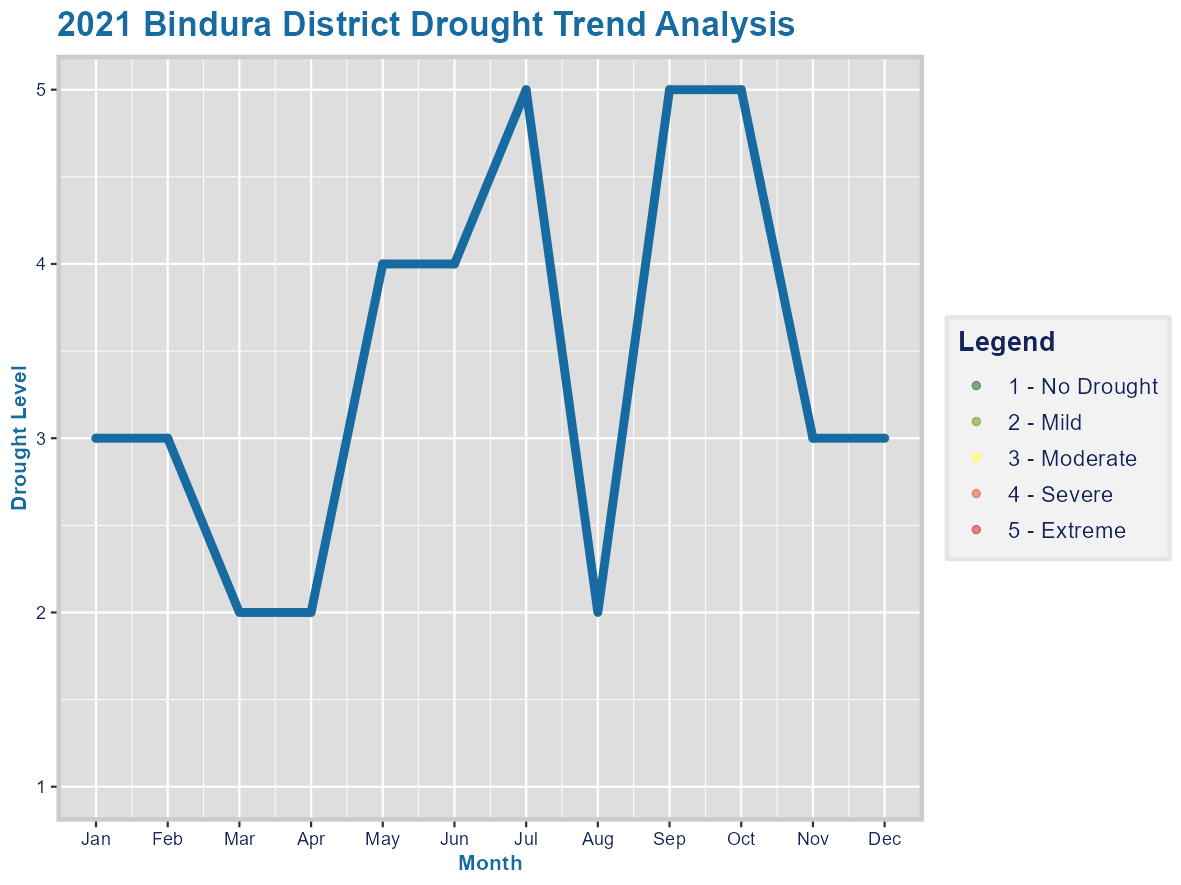 2021 Bindura District Drought Trend Analysis
Drought Level
5
4
3
2
1
Jan Feb Mar Apr May Jun Jul Aug Sep Oct Nov Dec
Month
Legend
1 - No Drought
2 - Mild
3 - Moderate
4 - Severe
5 - Extreme